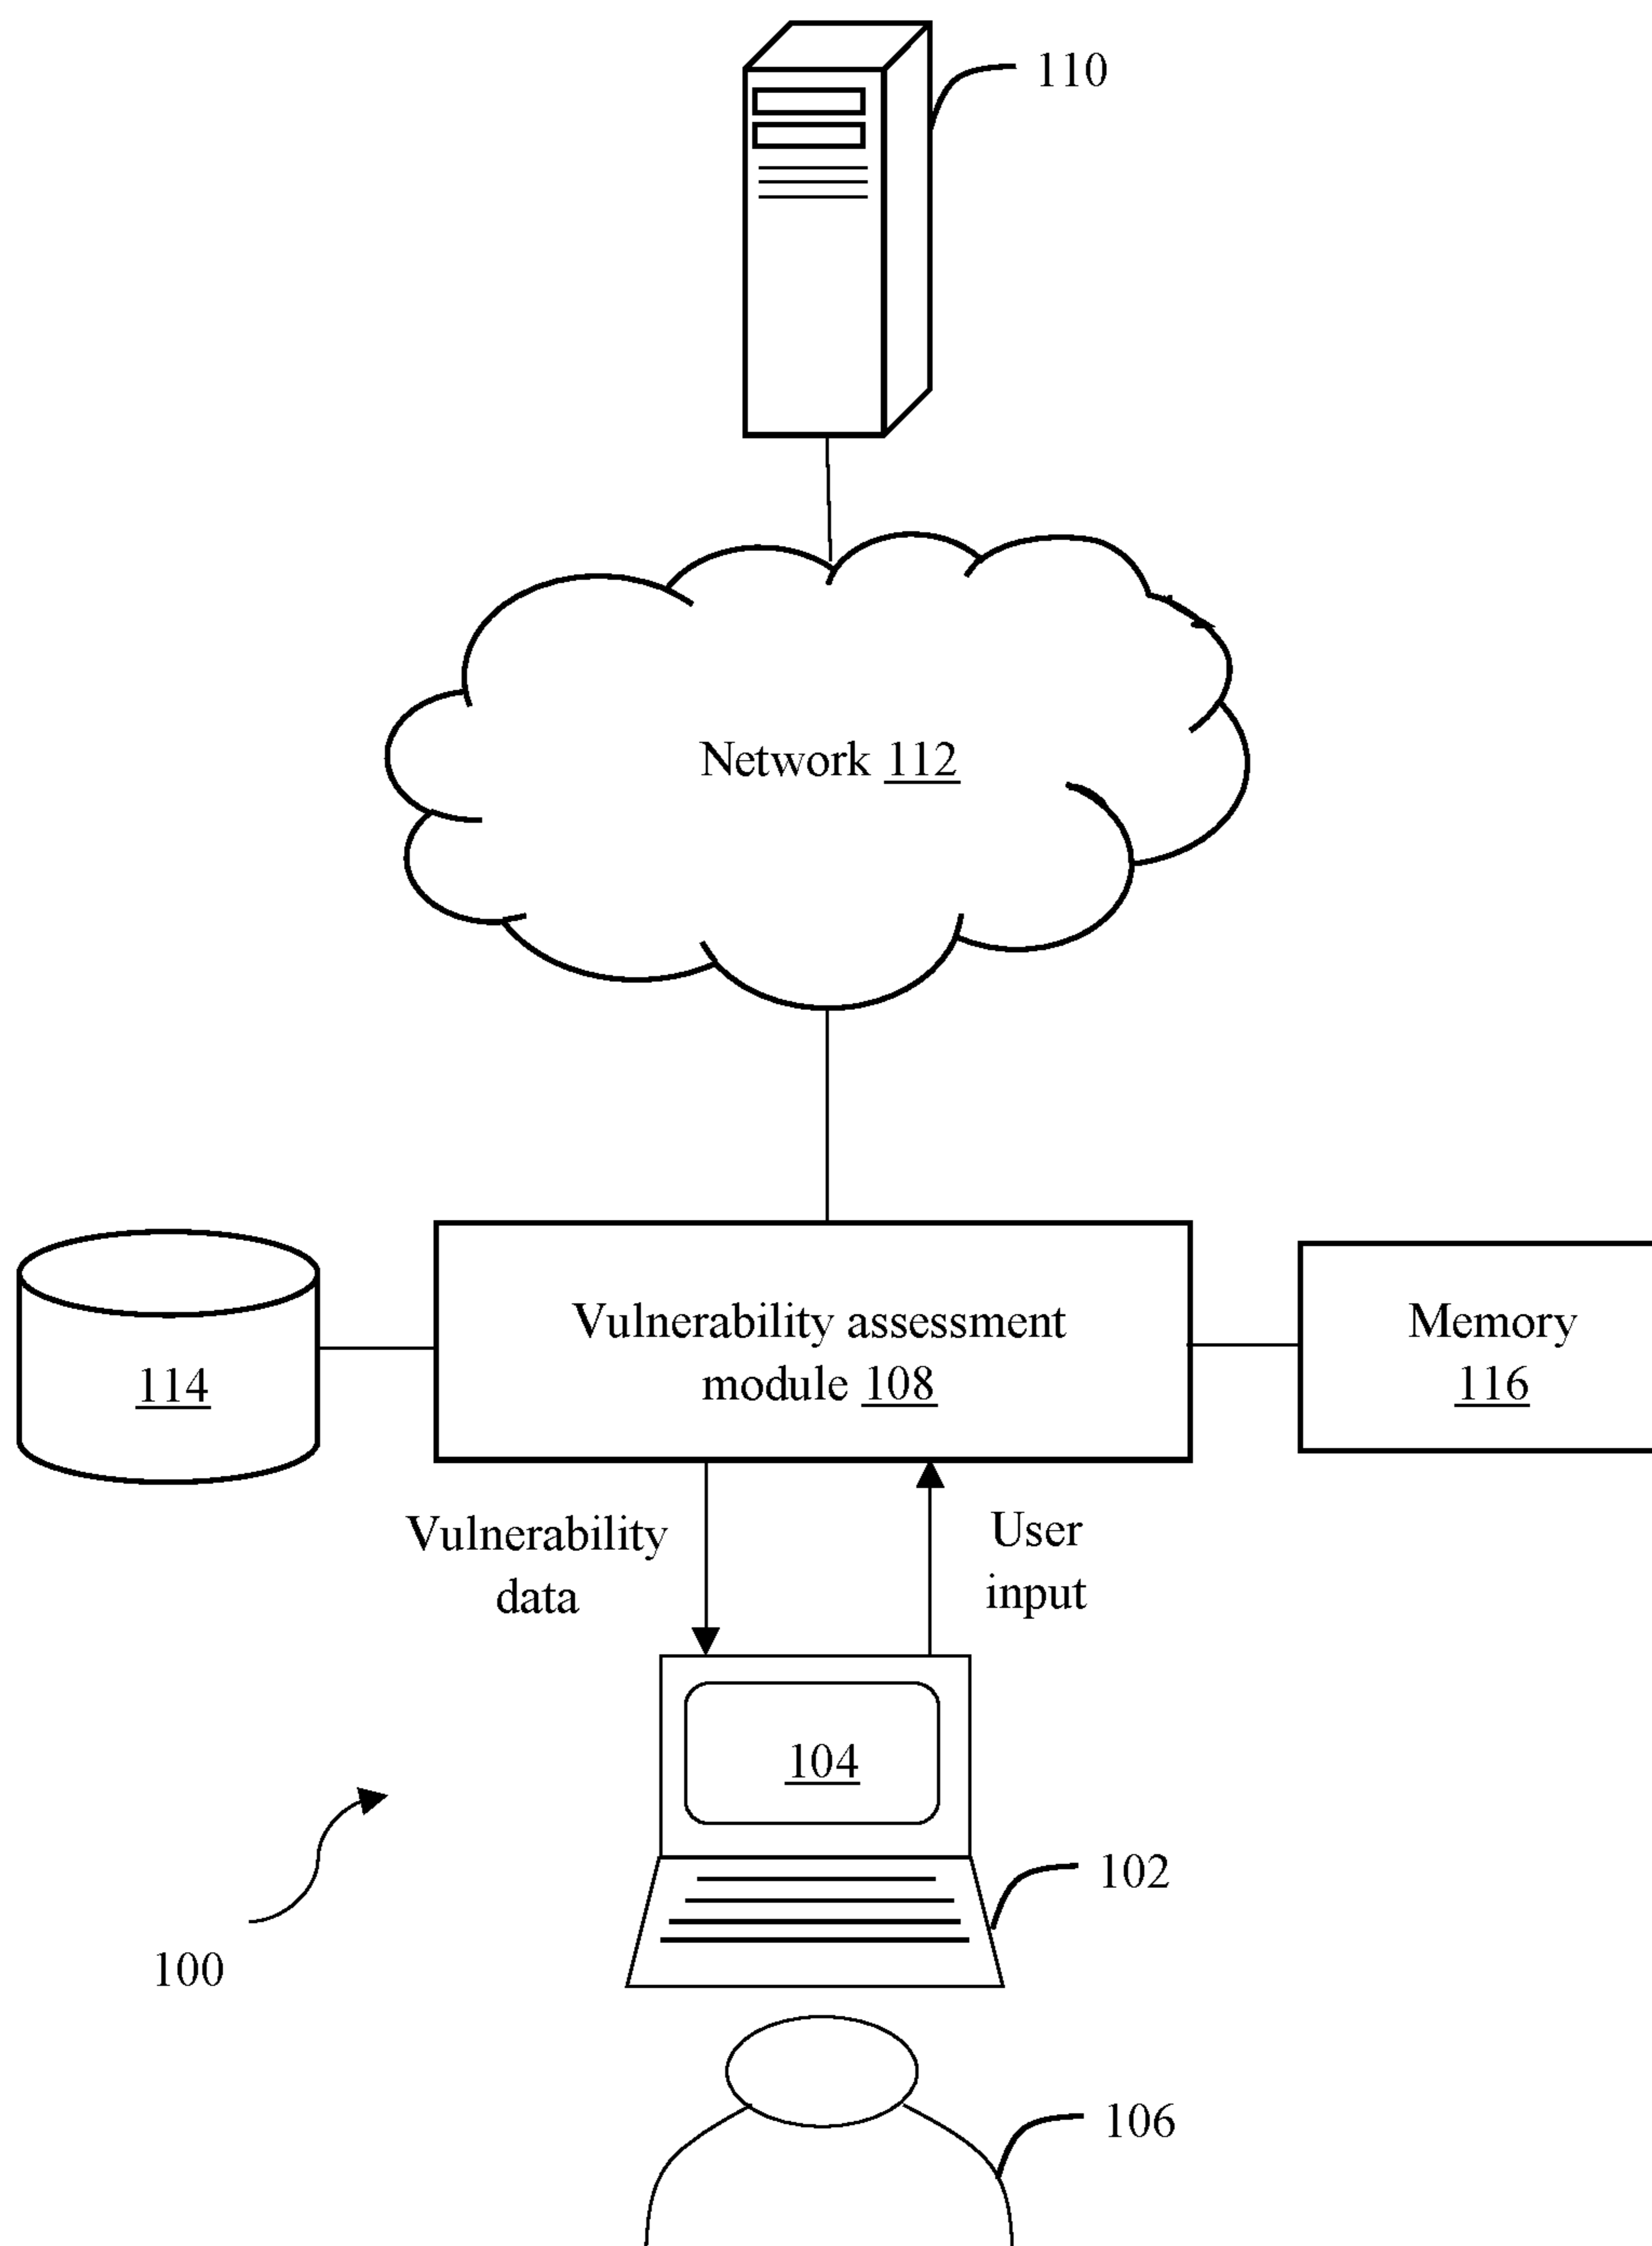 110
Network 112
Vulnerability assessment
module 108
114
Memory
116
Vulnerability
data
User
input
104
102
100
106